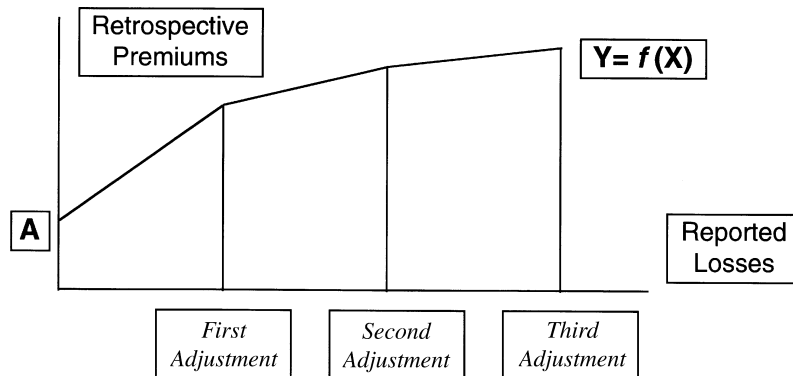 Retrospective
Premiums
Y= f (X)
A
Reported
Losses
First
Adjustment
Second
Adjustment
Third
Adjustment